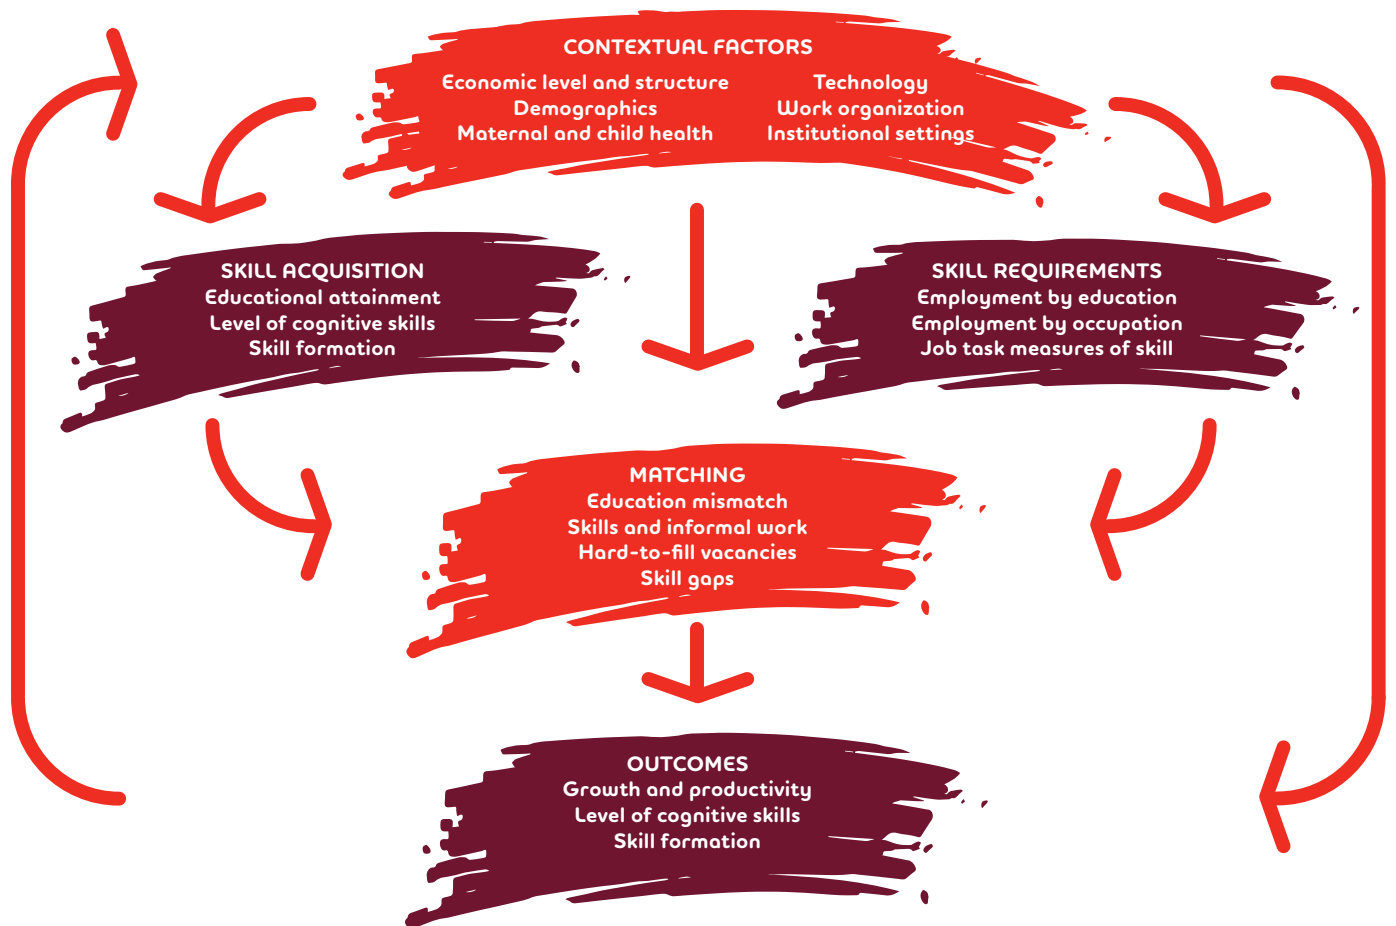 CONTEXTUAL FACTORS
Economic level and structure
Demographics
Maternal and child health
Technology
Work organization
Institutional settings
SKILL ACQUISITION
Educational attainment
Level of cognitive skills
Skill formation
SKILL REQUIREMENTS
Employment by education
Employment by occupation
Job task measures of skill
MATCHING
Education mismatch
Skills and informal work
Hard-to-fill vacancies
Skill gaps
OUTCOMES
Growth and productivity
Level of cognitive skills
Skill formation